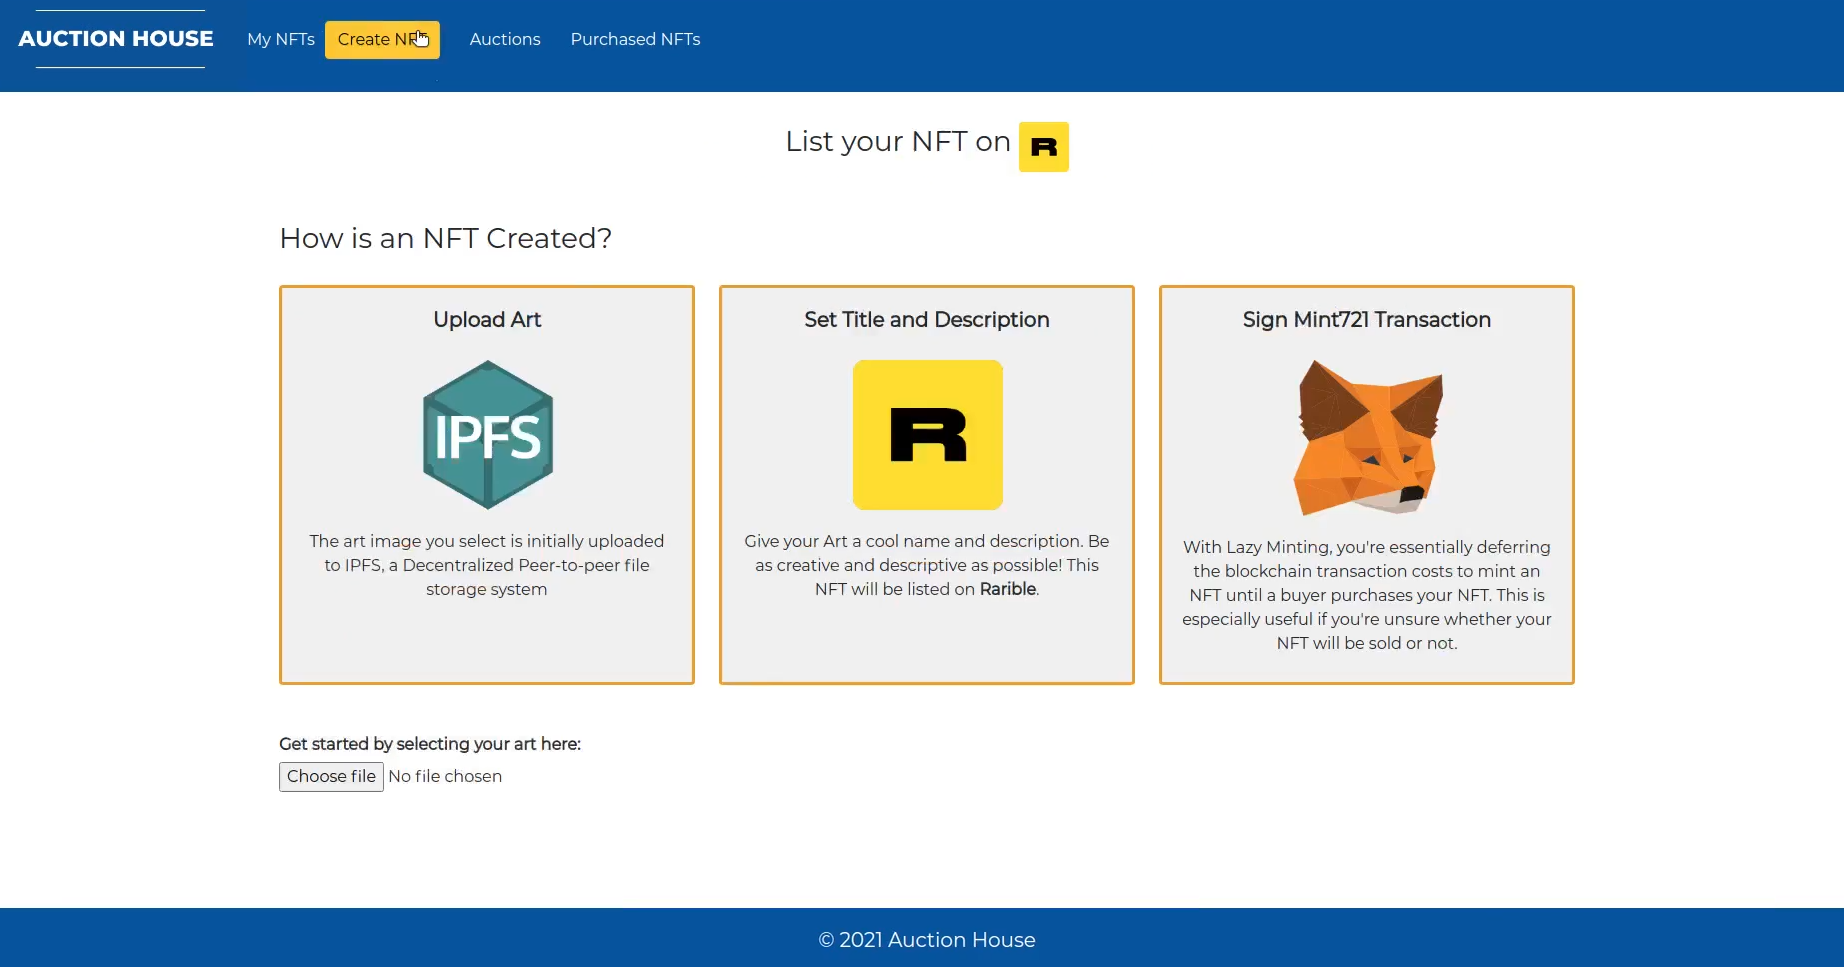 AUCTION HOUSE
My NFTs
Create NFT
Auctions
Purchased NFTs
List your NFT on R
How is an NFT Created?
Upload Art
IPFS
The art image you select is initially uploaded
to IPFS, a Decentralized Peer-to-peer file
storage system
Set Title and Description
R
Give your Art a cool name and description. Be
as creative and descriptive as possible! This
NFT will be listed on Rarible.
Sign Mint721 Transaction
With Lazy Minting, you're essentially deferring
the blockchain transaction costs to mint an
NFT until a buyer purchases your NFT. This is
especially useful if you're unsure whether your
NFT will be sold or not.
Get started by selecting your art here:
Choose file No file chosen
© 2021 Auction House